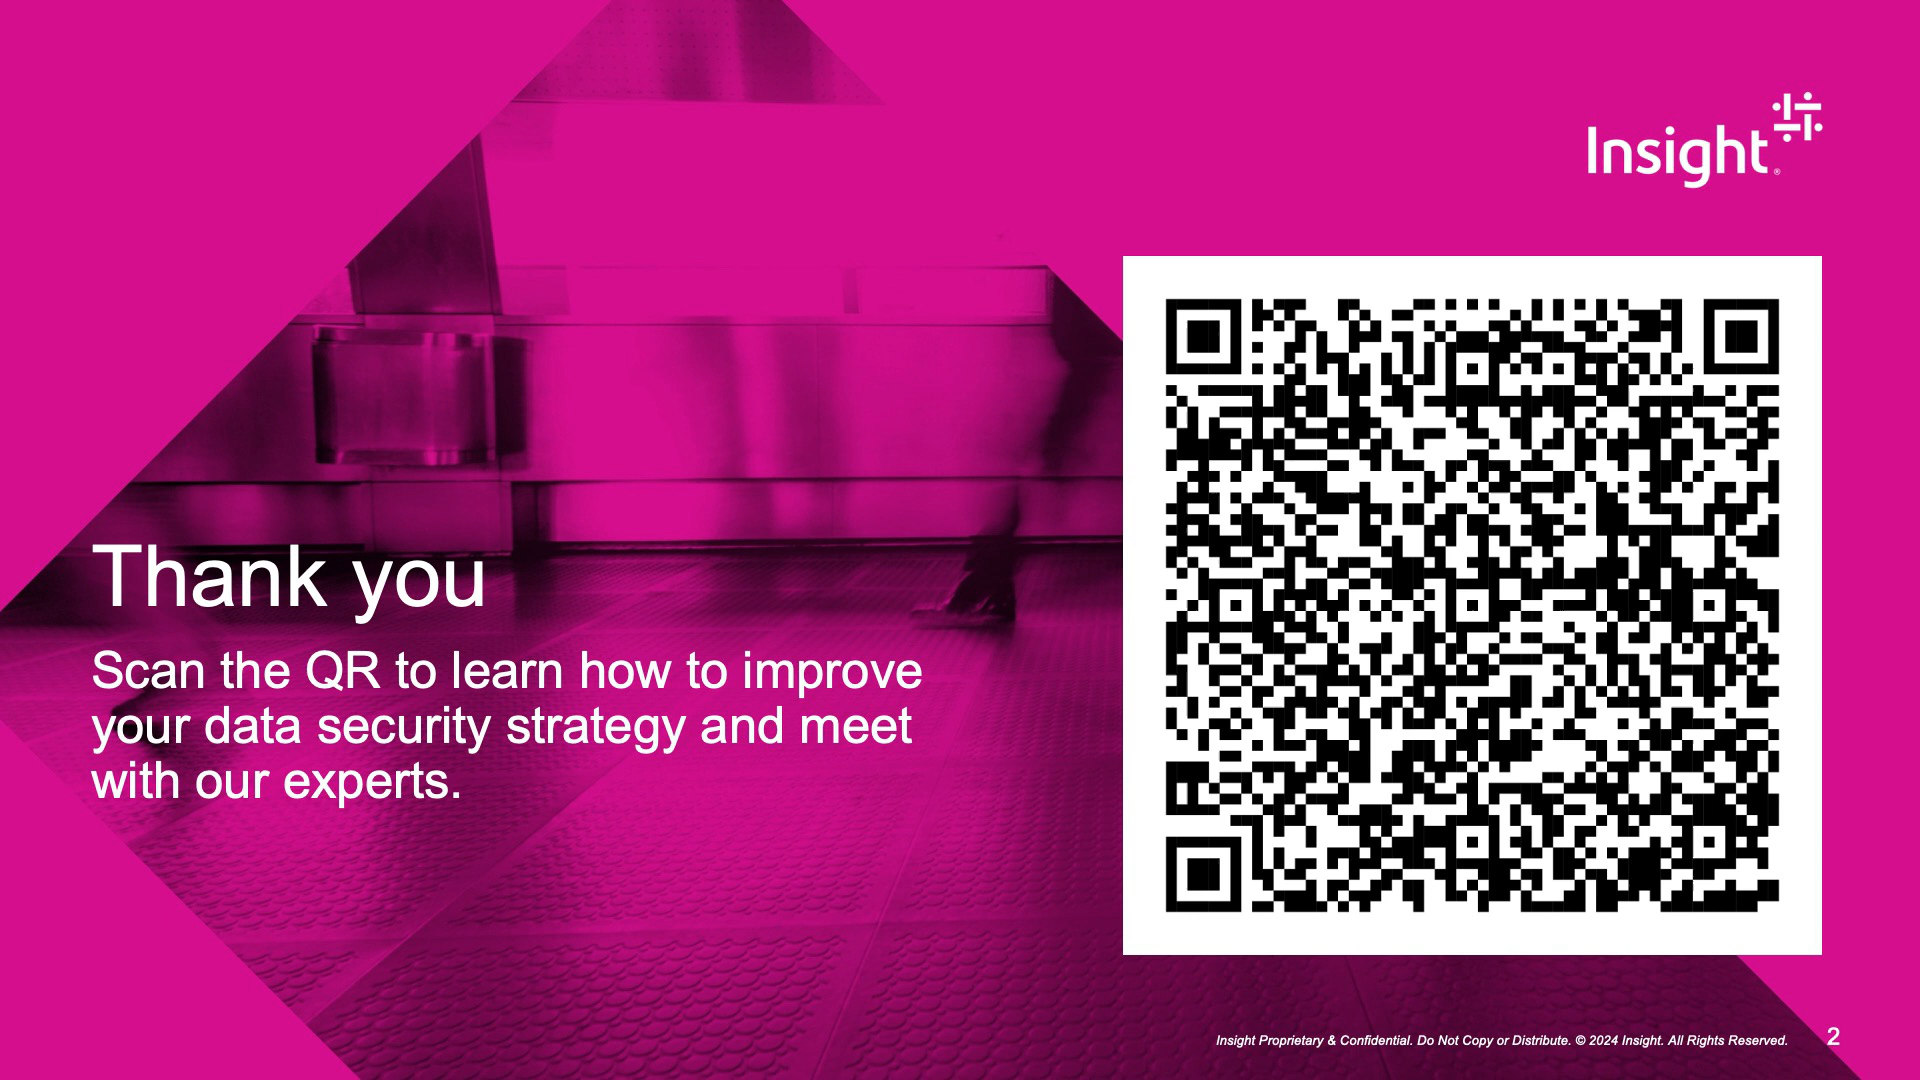 Insight®
Thank you
Scan the QR to learn how to improve
your data security strategy and meet
with our experts.
Insight Proprietary & Confidential. Do Not Copy or Distribute. © 2024 Insight. All Rights Reserved.
2